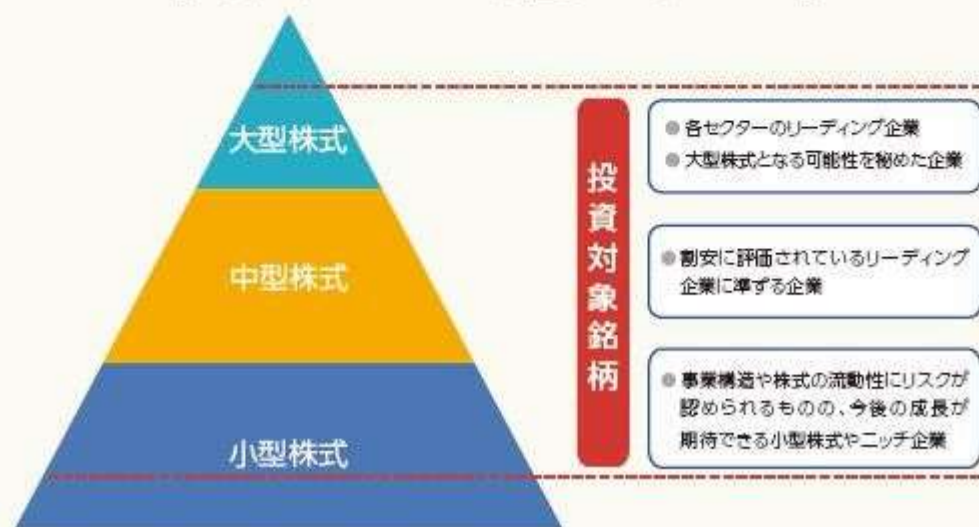 大型株式
中型株式
小型株式
投資対象銘柄
● 各セクターのリーディング企業
● 大型株式となる可能性を秘めた企業
● 割安に評価されているリーディング
企業に準ずる企業
● 事業構造や株式の流動性にリスクが
認められるものの、今後の成長が
期待できる小型株式やニッチ企業